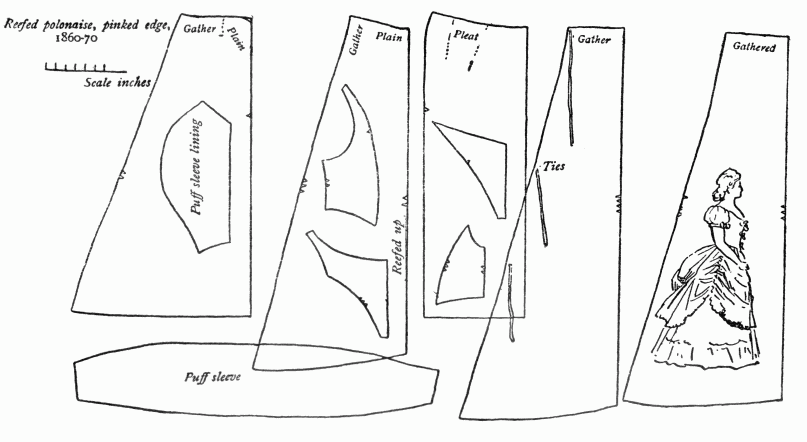 Reefed polonaise, pinked edge,
1860-70
Scale inches
Gather
Plain
Puff sleeve lining
Gather
Plain
Reefed up
Pleat
Gather
Ties
Gathered
Puff sleeve